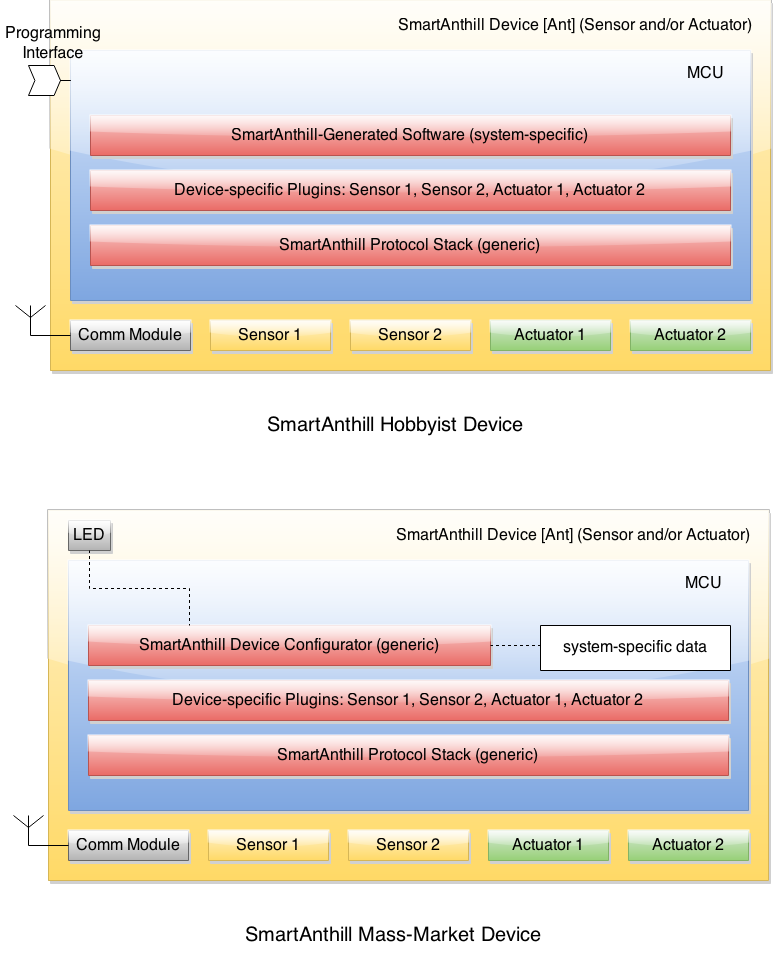 SmartAnthill Device [Ant] (Sensor and/or Actuator)
Programming
Interface
MCU
SmartAnthill-Generated Software (system-specific)
Device-specific Plugins: Sensor 1, Sensor 2, Actuator 1, Actuator 2
SmartAnthill Protocol Stack (generic)
Comm Module
Sensor 1
Sensor 2
Actuator 1
Actuator 2
SmartAnthill Hobbyist Device
LED
SmartAnthill Device [Ant] (Sensor and/or Actuator)
MCU
SmartAnthill Device Configurator (generic)
system-specific data
Device-specific Plugins: Sensor 1, Sensor 2, Actuator 1, Actuator 2
SmartAnthill Protocol Stack (generic)
Comm Module
Sensor 1
Sensor 2
Actuator 1
Actuator 2
SmartAnthill Mass-Market Device